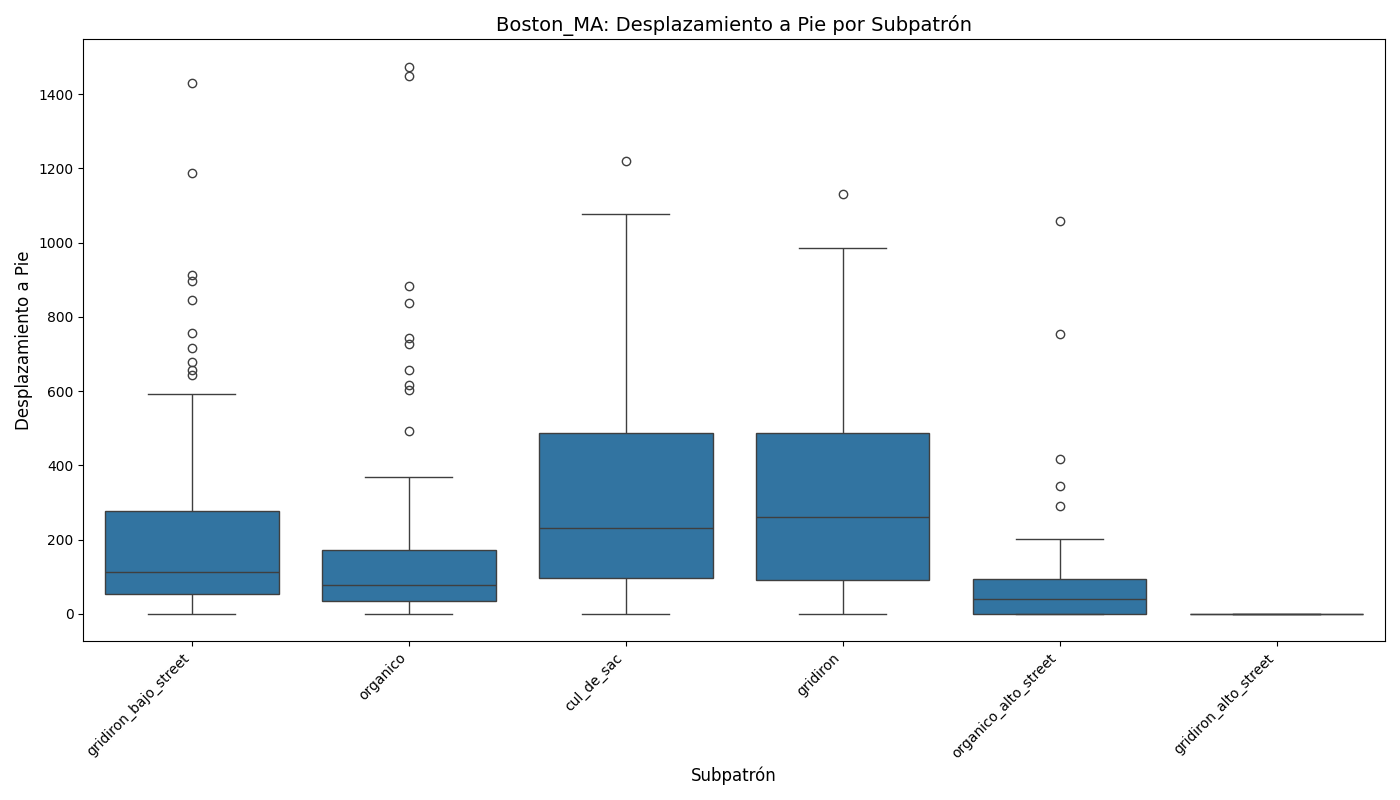 Boston_MA: Desplazamiento a Pie por Subpatrón
Desplazamiento a Pie
1400
1200
1000
800
600
400
200
0
gridiron_bajo_street
organico
cul_de_sac
gridiron
organico_alto_street
gridiron_alto_street
Subpatrón